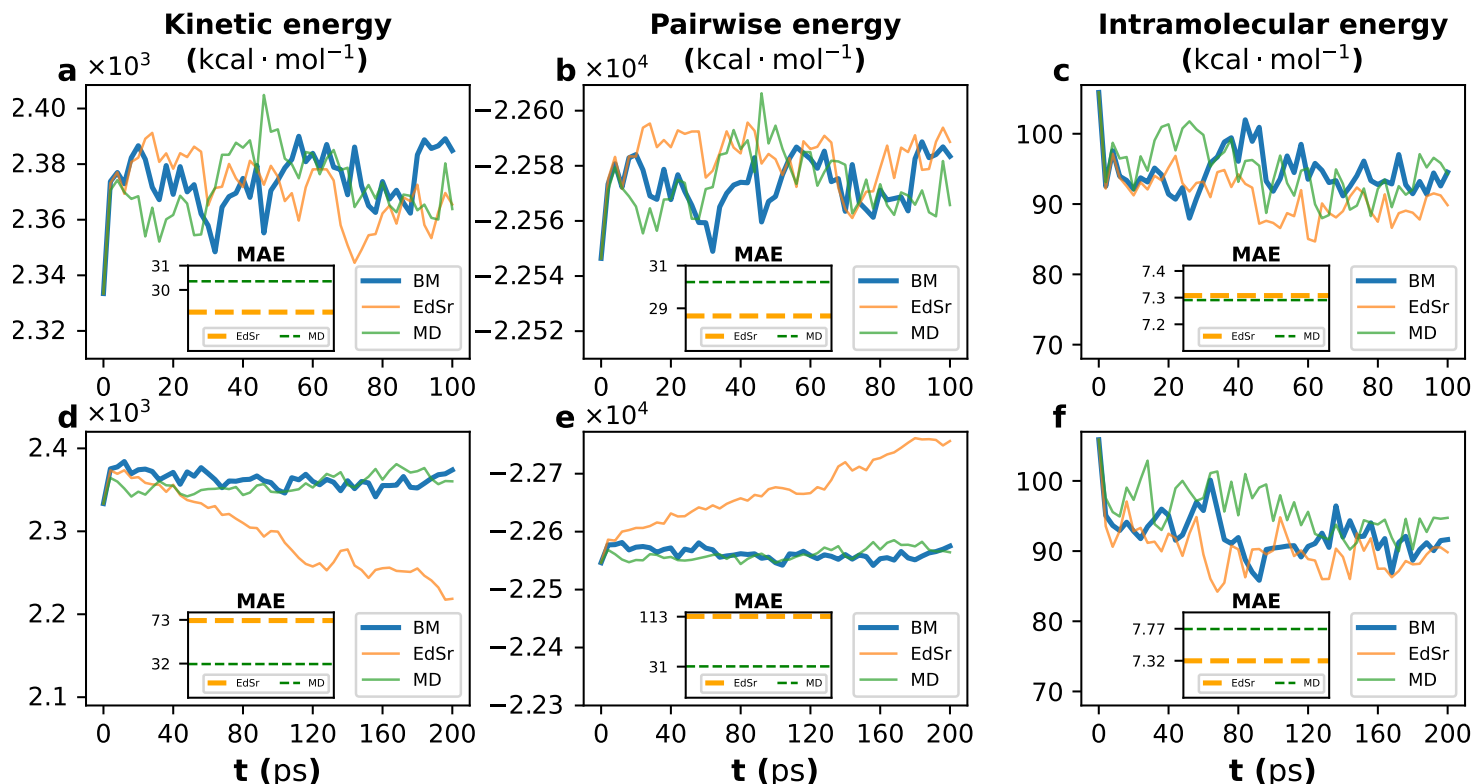 Kinetic energy Pairwise energy Intramolecular energy
(kcal · mol⁻¹) (kcal · mol⁻¹) (kcal · mol⁻¹)
a ×10³
2.40
2.38
2.36
2.34
2.32
MAE
31
30
EdSr MD
BM
EdSr
MD
0 20 40 60 80 100
b ×10⁴
−2.260
−2.258
−2.256
−2.254
−2.252
MAE
31
29
EdSr MD
BM
EdSr
MD
0 20 40 60 80 100
c
100
90
80
70
MAE
7.4
7.3
7.2
EdSr MD
BM
EdSr
MD
0 20 40 60 80 100
d ×10³
2.4
2.3
2.2
2.1
MAE
73
32
EdSr MD
BM
EdSr
MD
0 40 80 120 160 200
t (ps)
e ×10⁴
−2.27
−2.26
−2.25
−2.24
−2.23
MAE
113
31
EdSr MD
BM
EdSr
MD
0 40 80 120 160 200
t (ps)
f
100
90
80
70
MAE
7.77
7.32
EdSr MD
BM
EdSr
MD
0 40 80 120 160 200
t (ps)